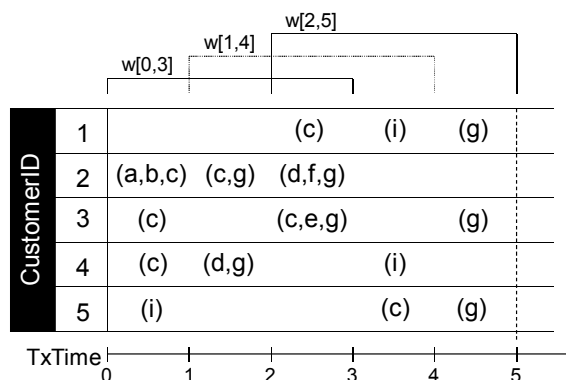 w[2,5]
w[1,4]
w[0,3]
CustomerID
1 (c) (i) (g)
2 (a,b,c) (c,g) (d,f,g)
3 (c) (c,e,g) (g)
4 (c) (d,g) (i)
5 (i) (c) (g)
TxTime
0 1 2 3 4 5